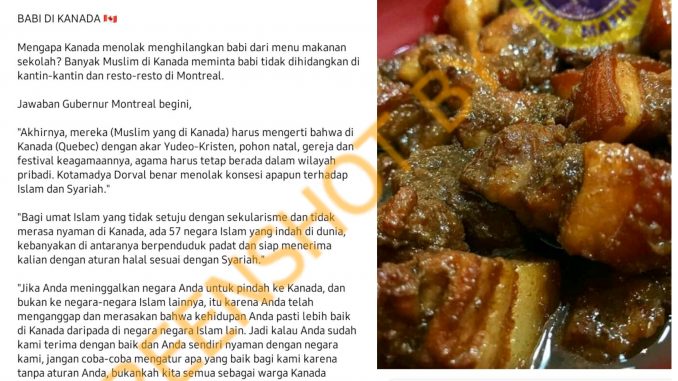 BABI DI KANADA 🇨🇦
Mengapa Kanada menolak menghilangkan babi dari menu makanan
sekolah? Banyak Muslim di Kanada meminta babi tidak dihidangkan di
kantin-kantin dan resto-resto di Montreal.
Jawaban Gubernur Montreal begini,
"Akhirnya, mereka (Muslim yang di Kanada) harus mengerti bahwa di
Kanada (Quebec) dengan akar Yudeo-Kristen, pohon natal, gereja dan
festival keagamaannya, agama harus tetap berada dalam wilayah
pribadi. Kotamadya Dorval benar menolak konsesi apapun terhadap
Islam dan Syariah."
"Bagi umat Islam yang tidak setuju dengan sekularisme dan tidak
merasa nyaman di Kanada, ada 57 negara Islam yang indah di dunia,
kebanyakan di antaranya berpenduduk padat dan siap menerima
kalian dengan aturan halal sesuai dengan Syariah."
"Jika Anda meninggalkan negara Anda untuk pindah ke Kanada, dan
bukan ke negara-negara Islam lainnya, itu karena Anda telah
menganggap dan merasakan bahwa kehidupan Anda pasti lebih baik
di Kanada daripada di negara negara Islam lain. Jadi kalau Anda sudah
kami terima dengan baik dan Anda sendiri nyaman dengan negara
kami, jangan coba-coba mengatur apa yang baik bagi kami karena
tanpa aturan Anda, bukankah kita semua sebagai warga Kanada
REENSHOT B